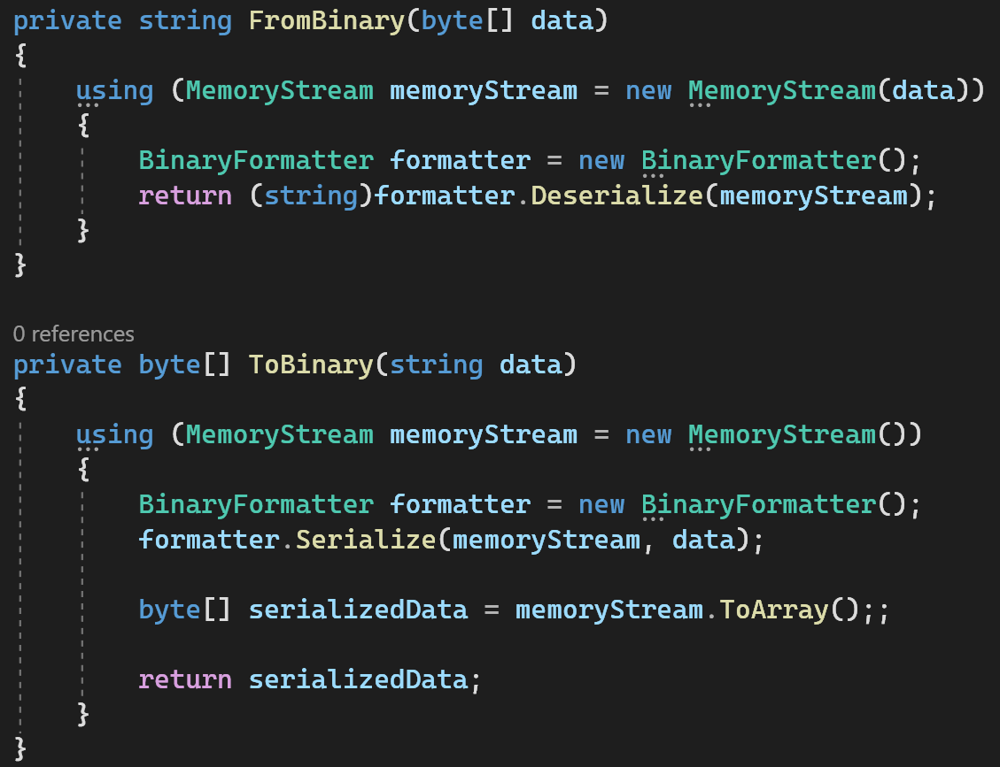 private string FromBinary(byte[] data)
{
    using (MemoryStream memoryStream = new MemoryStream(data))
    {
        BinaryFormatter formatter = new BinaryFormatter();
        return (string)formatter.Deserialize(memoryStream);
    }
}
0 references
private byte[] ToBinary(string data)
{
    using (MemoryStream memoryStream = new MemoryStream())
    {
        BinaryFormatter formatter = new BinaryFormatter();
        formatter.Serialize(memoryStream, data);
        byte[] serializedData = memoryStream.ToArray();;
        return serializedData;
    }
}